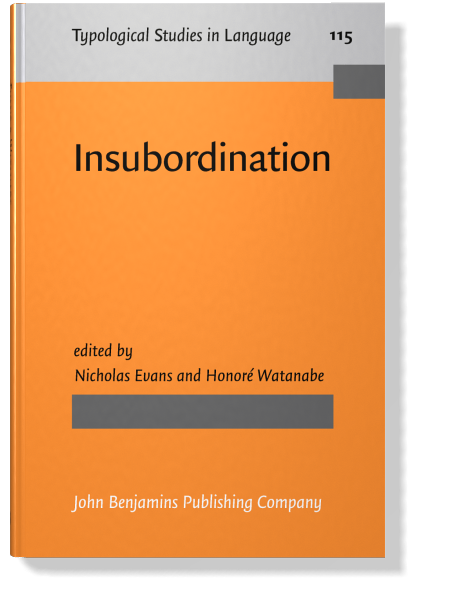 Typological Studies in Language 115
Insubordination
edited by
Nicholas Evans and Honoré Watanabe
John Benjamins Publishing Company